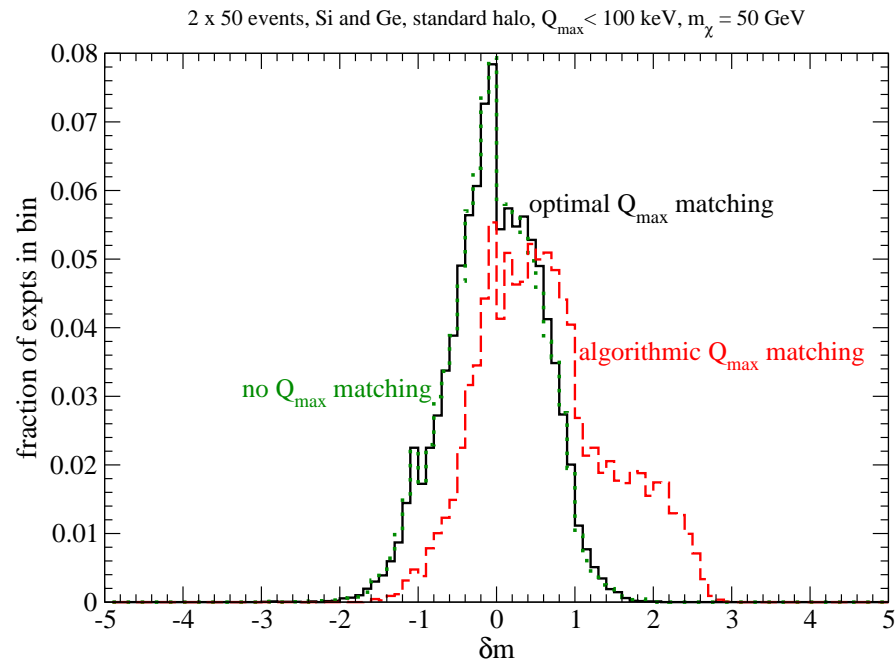 2 x 50 events, Si and Ge, standard halo, Q_max < 100 keV, m_χ = 50 GeV
0.08
0.07
0.06
0.05
0.04
0.03
0.02
0.01
0
fraction of expts in bin
optimal Q_max matching
algorithmic Q_max matching
no Q_max matching
-5 -4 -3 -2 -1 0 1 2 3 4 5
δm